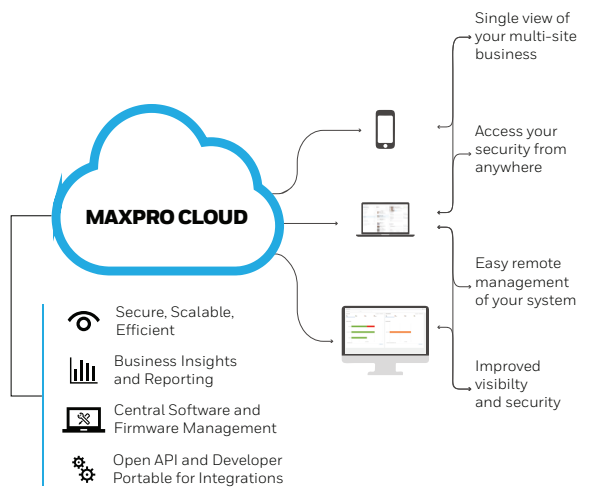 Single view of
your multi-site
business
Access your
security from
anywhere
MAXPRO CLOUD
Easy remote
management
of your system
Secure, Scalable,
Efficient
Business Insights
and Reporting
Central Software and
Firmware Management
Open API and Developer
Portable for Integrations
Improved
visibilty
and security